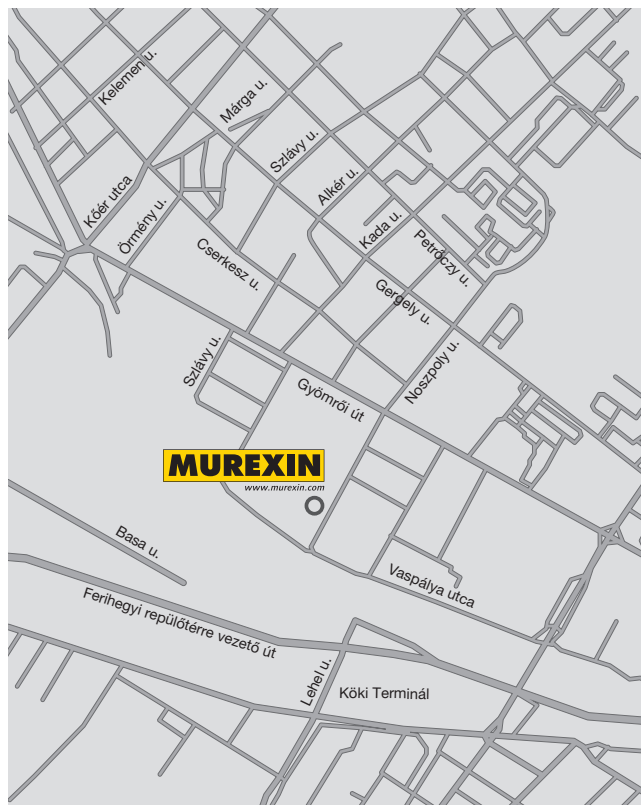 Kelemen u.
Márga u.
Szlávy u.
Alkér u.
Kőér utca
Örmény u.
Kada u.
Petrőczy u.
Cserkesz u.
Gergely u.
Szlávy u.
Noszpoly u.
Gyömrői út
MUREXIN
www.murexin.com
Basa u.
Vaspálya utca
Ferihegyi repülőtérre vezető út
Lehel u.
Köki Terminál